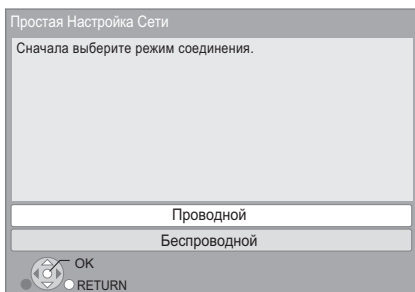 Простая Настройка Сети
Сначала выберите режим соединения.
Проводной
Беспроводной
OK
RETURN